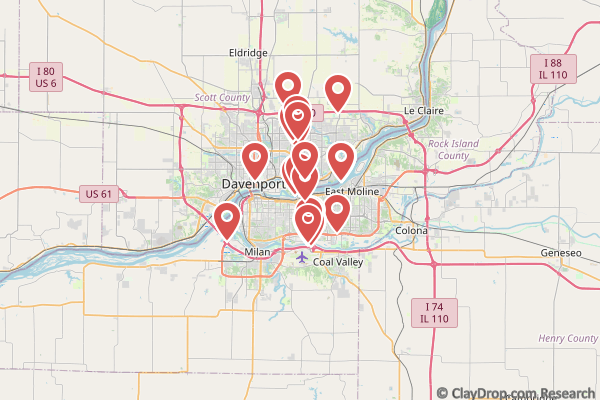 Eldridge
I 80
US 6
I 88
IL 110
Scott County
80
Le Claire
Rock Island
County
Davenport
East Moline
US 61
Colona
Milan
Coal Valley
Geneseo
I 74
IL 110
Henry County
© ClayDrop.com Research